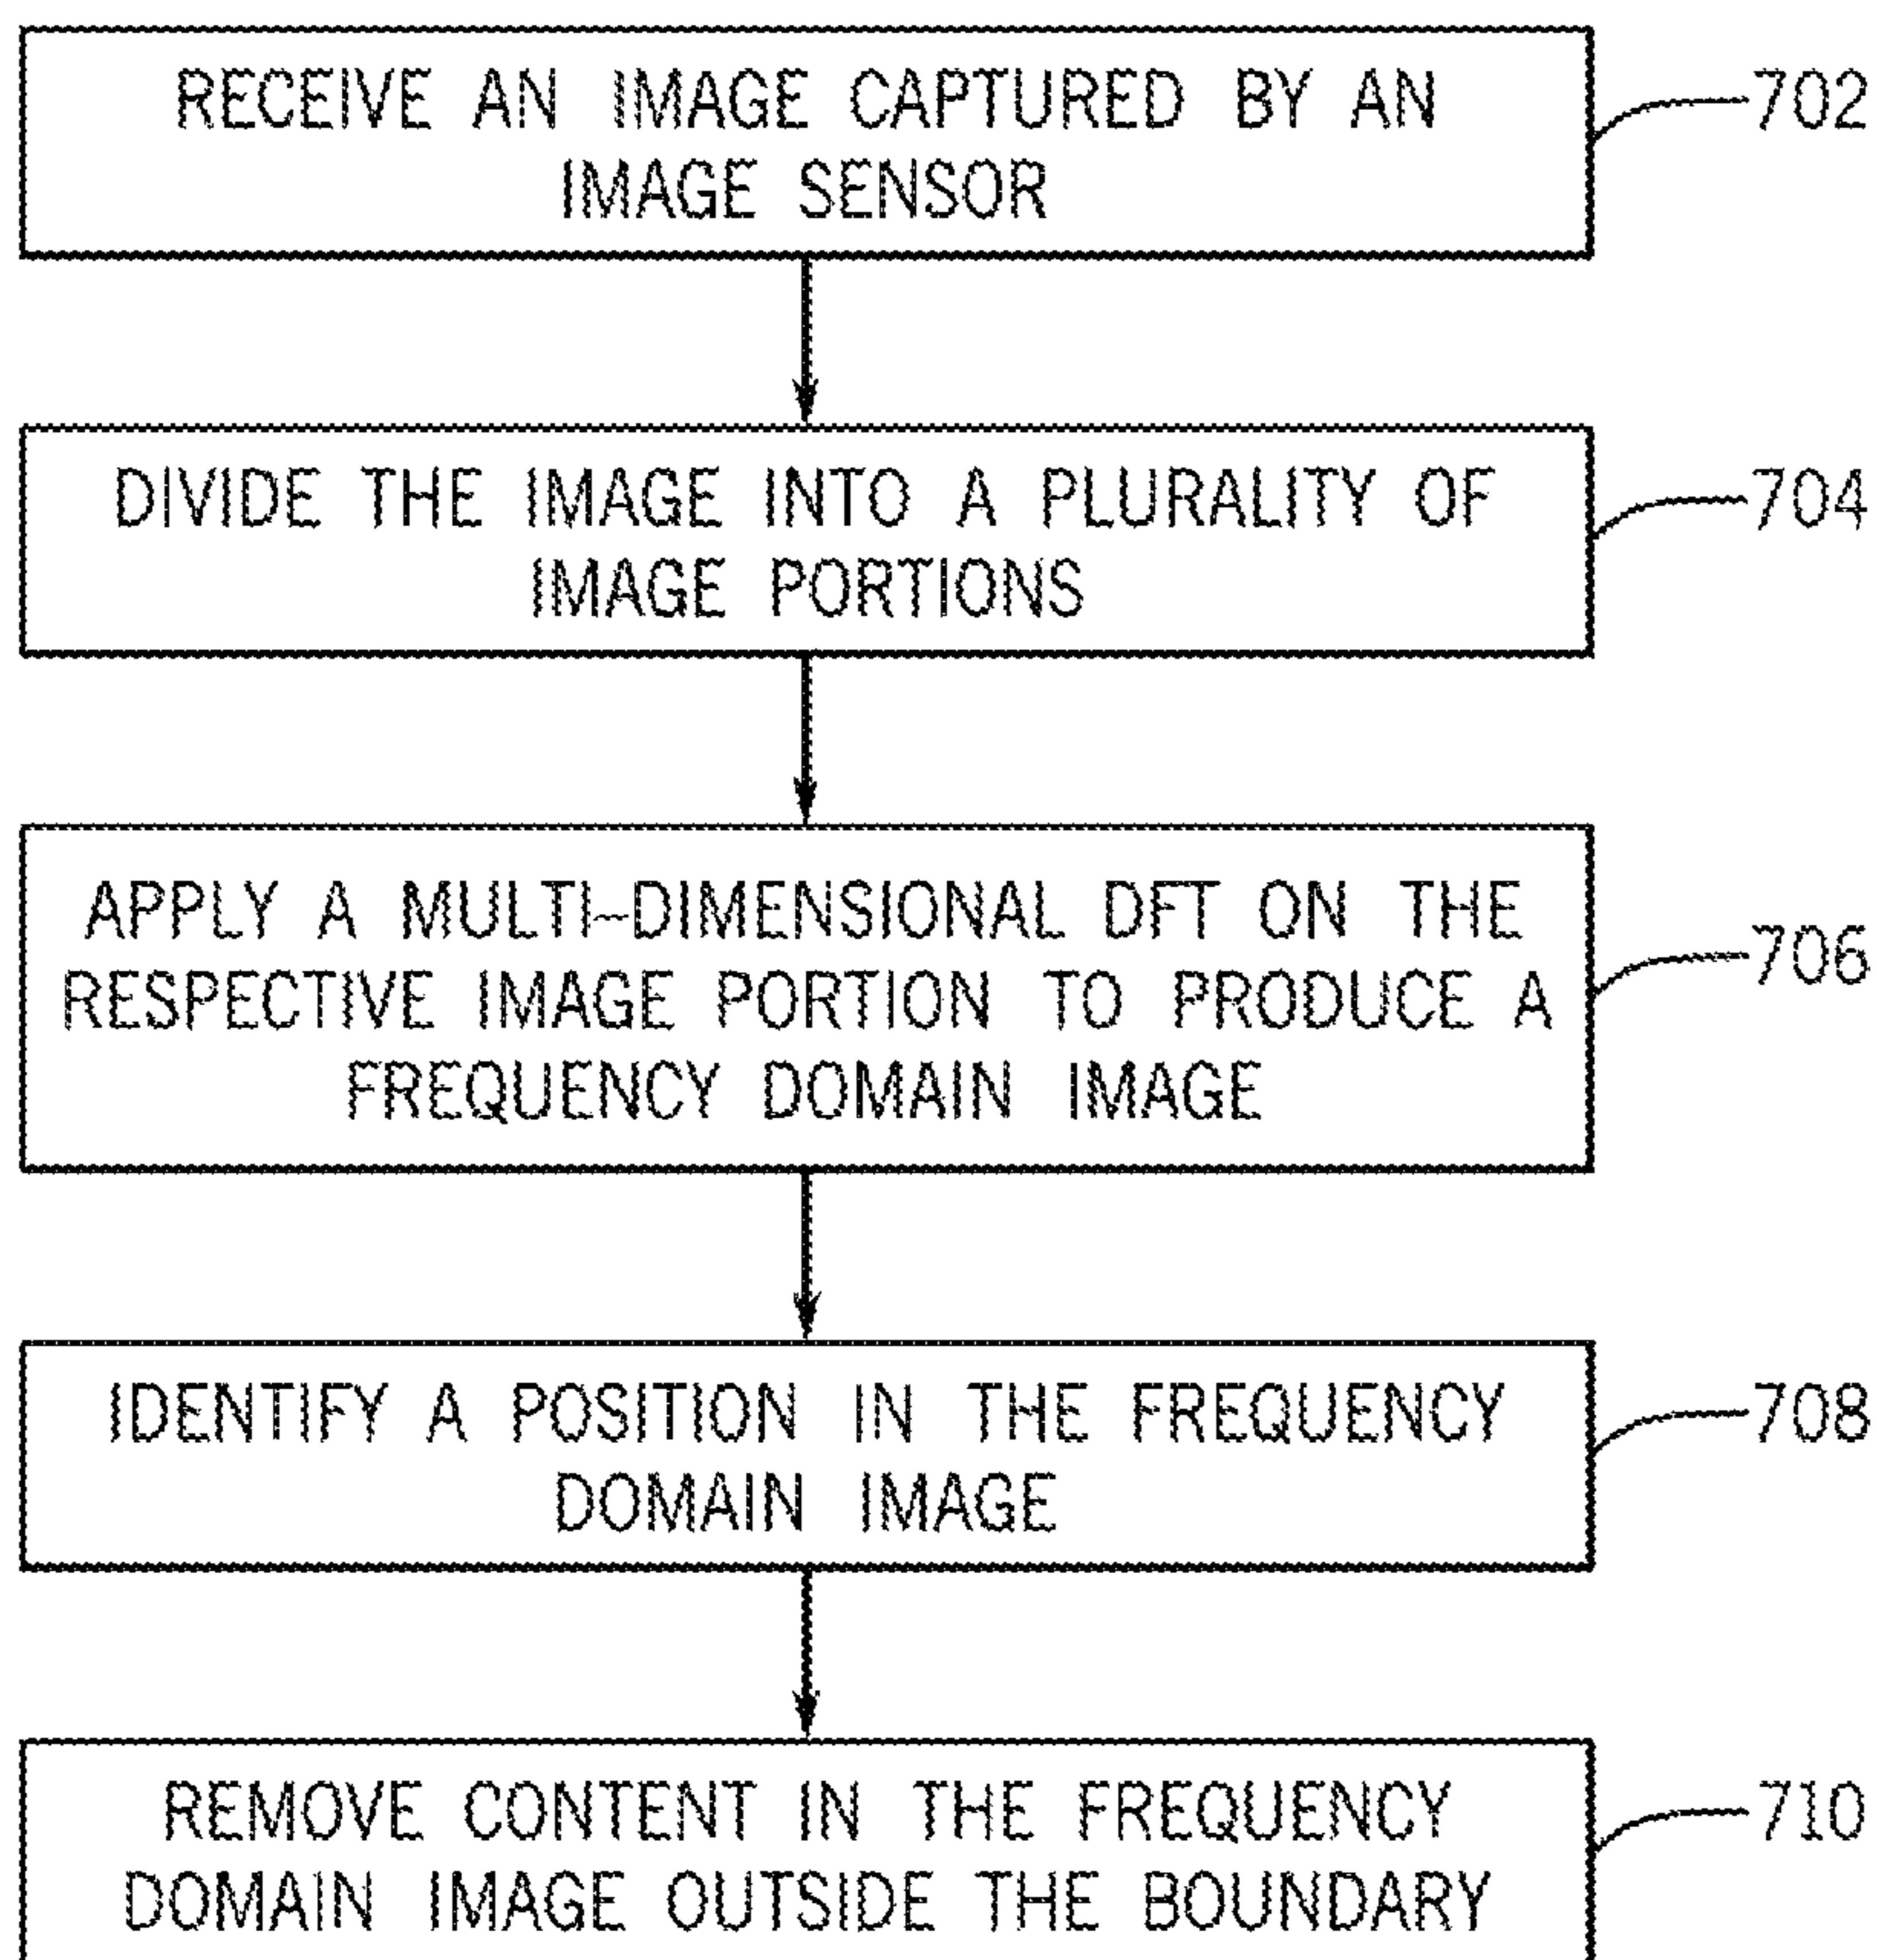 RECEIVE AN IMAGE CAPTURED BY AN
IMAGE SENSOR
702
DIVIDE THE IMAGE INTO A PLURALITY OF
IMAGE PORTIONS
704
APPLY A MULTI-DIMENSIONAL DFT ON THE
RESPECTIVE IMAGE PORTION TO PRODUCE A
FREQUENCY DOMAIN IMAGE
706
IDENTIFY A POSITION IN THE FREQUENCY
DOMAIN IMAGE
708
REMOVE CONTENT IN THE FREQUENCY
DOMAIN IMAGE OUTSIDE THE BOUNDARY
710